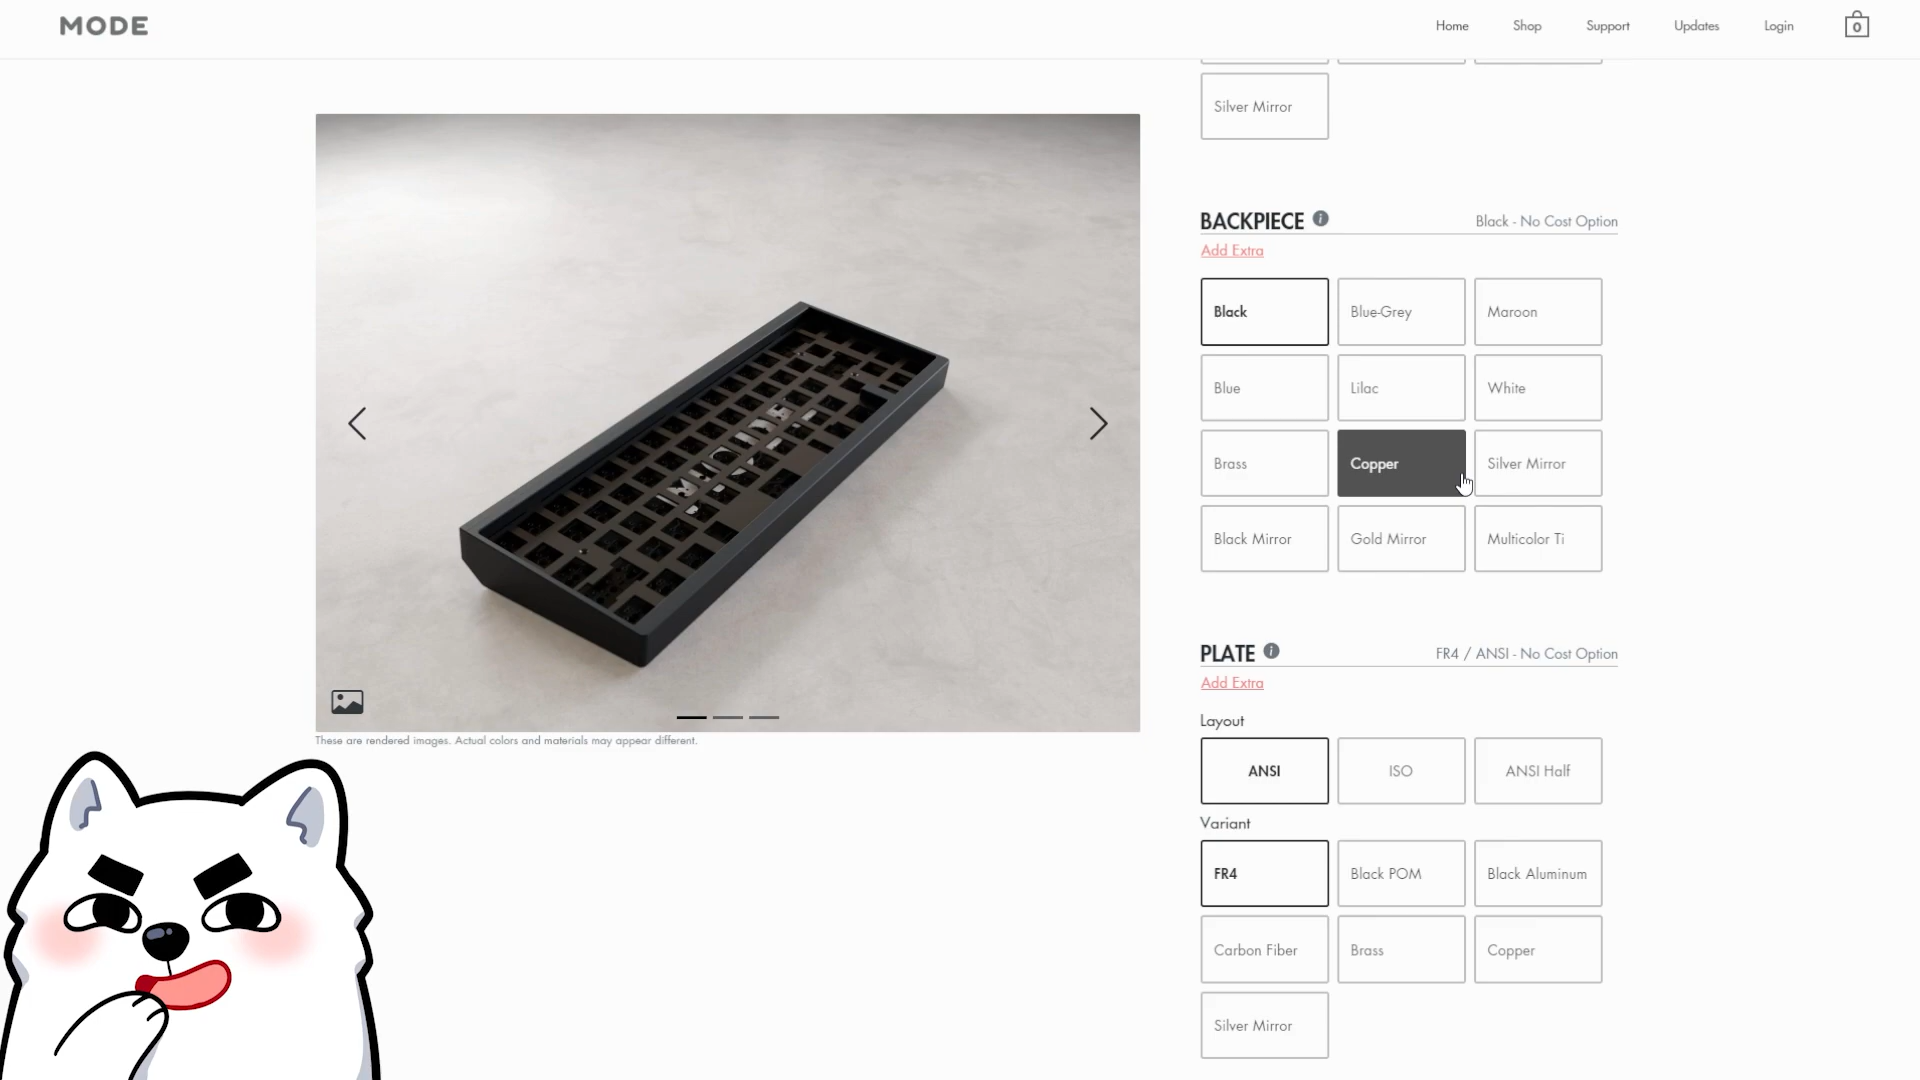 MODE
Home
Shop
Support
Updates
Login
0
Silver Mirror
BACKPIECE
Black - No Cost Option
Add Extra
Black
Blue-Grey
Maroon
Blue
Lilac
White
Brass
Copper
Silver Mirror
Black Mirror
Gold Mirror
Multicolor Ti
PLATE
FR4 / ANSI - No Cost Option
Add Extra
These are rendered images. Actual colors and materials may appear different.
Layout
ANSI
ISO
ANSI Half
Variant
FR4
Black POM
Black Aluminum
Carbon Fiber
Brass
Copper
Silver Mirror